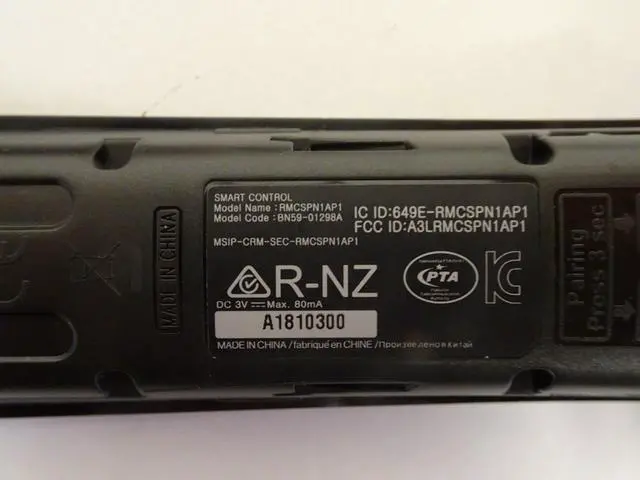 SMART CONTROL
Model Name : RMCSPN1AP1
Model Code : BN59-01298A
IC ID:649E-RMCSPN1AP1
FCC ID:A3LRMCSPN1AP1
MSIP-CRM-SEC-RMCSPN1AP1
R-NZ
PTA
DC 3V⎓Max. 80mA
A1810300
MADE IN CHINA /fabriqué en CHINE /Произведено в Китай
MADE IN CHINA
Pairing
Press 3 sec